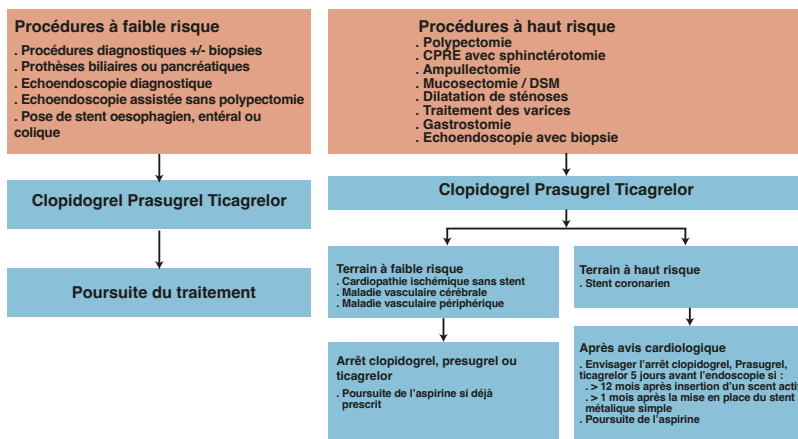 Procédures à faible risque
. Procédures diagnostiques +/- biopsies
. Prothèses biliaires ou pancréatiques
. Echoendoscopie diagnostique
. Echoendoscopie assistée sans polypectomie
. Pose de stent oesophagien, entéral ou
colique
Clopidogrel Prasugrel Ticagrelor
Poursuite du traitement
Procédures à haut risque
. Polypectomie
. CPRE avec sphinctérotomie
. Ampullectomie
. Mucosectomie / DSM
. Dilatation de sténoses
. Traitement des varices
. Gastrostomie
. Echoendoscopie avec biopsie
Clopidogrel Prasugrel Ticagrelor
Terrain à faible risque
. Cardiopathie ischémique sans stent
. Maladie vasculaire cérébrale
. Maladie vasculaire périphérique
Arrêt clopidogrel, presugrel ou
ticagrelor
. Poursuite de l'aspirine si déjà
prescrit
Terrain à haut risque
. Stent coronarien
Après avis cardiologique
. Envisager l'arrêt clopidogrel, Prasugrel,
ticagrelor 5 jours avant l'endoscopie si :
. > 12 mois après insertion d'un scent actif
. > 1 mois après la mise en place du stent
métalique simple
. Poursuite de l'aspirine